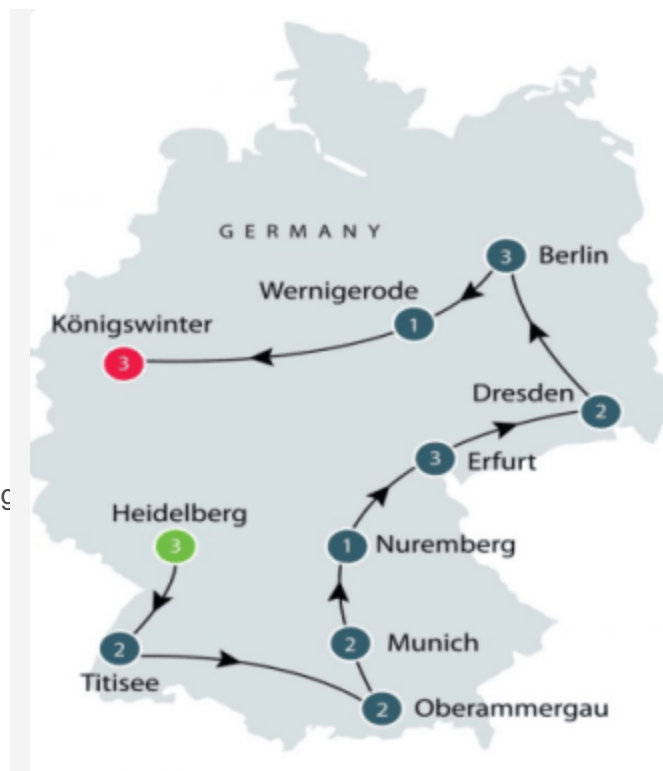 GERMANY
3 Berlin
Wernigerode
1
Königswinter
3
Dresden
2
3 Erfurt
g
Heidelberg
3
1 Nuremberg
2 Munich
2
Titisee
2 Oberammergau